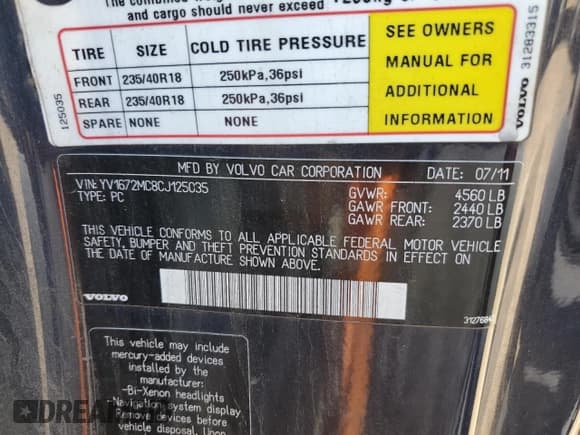 The combined weight
and cargo should never exceed
TIRE SIZE COLD TIRE PRESSURE
FRONT 235/40R18 250kPa,36psi
REAR 235/40R18 250kPa,36psi
SPARE NONE NONE
SEE OWNERS
MANUAL FOR
ADDITIONAL
INFORMATION
125035
VOLVO 31283315
MFD BY VOLVO CAR CORPORATION DATE: 07/11
VIN: YV1672MC8CJ125035
TYPE: PC
GVWR: 4560 LB
GAWR FRONT: 2440 LB
GAWR REAR: 2370 LB
THIS VEHICLE CONFORMS TO ALL APPLICABLE FEDERAL MOTOR VEHICLE
SAFETY, BUMPER AND THEFT PREVENTION STANDARDS IN EFFECT ON
THE DATE OF MANUFACTURE SHOWN ABOVE.
VOLVO
This vehicle may include
mercury-added devices
installed by the
manufacturer:
-Bi-Xenon headlights
-Navigation system display
Remove devices before
vehicle disposal. Upon